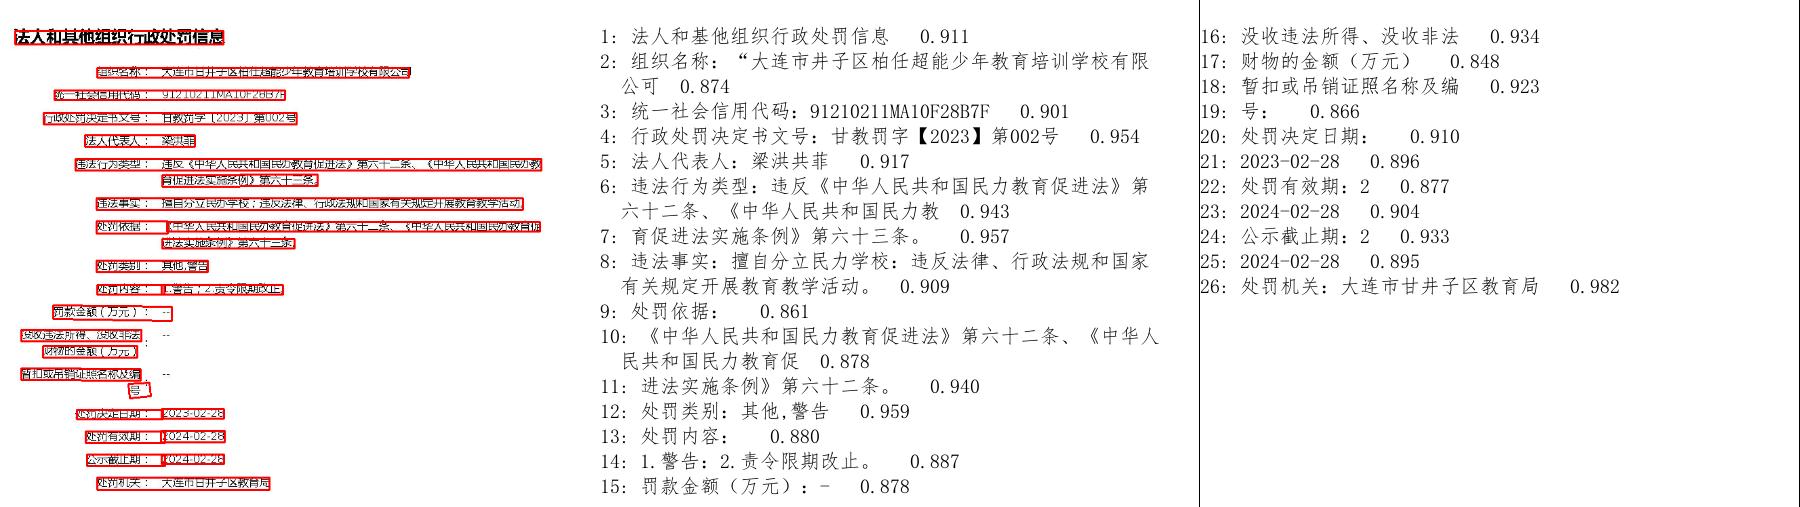 法人和其他组织行政处罚信息
组织名称： 大连市甘井子区柏任超能少年教育培训学校有限公司
统一社会信用代码： 91210211MA10F28B7F
行政处罚决定书文号： 甘教罚字【2023】第002号
法人代表人： 梁洪菲
违法行为类型： 违反《中华人民共和国民办教育促进法》第六十二条、《中华人民共和国民办教
育促进法实施条例》第六十三条。
违法事实： 擅自分立民办学校；违反法律、行政法规和国家有关规定开展教育教学活动。
处罚依据： 《中华人民共和国民办教育促进法》第六十二条、《中华人民共和国民办教育促
进法实施条例》第六十三条
处罚类别： 其他,警告
处罚内容： 1.警告；2.责令限期改正。
罚款金额（万元）： --
没收违法所得、没收非法
财物的金额（万元）： --
暂扣或吊销证照名称及编
号： --
处罚决定日期： 2023-02-28
处罚有效期： 2024-02-28
公示截止期： 2024-02-28
处罚机关： 大连市甘井子区教育局
1: 法人和基他组织行政处罚信息 0.911
2: 组织名称：“大连市井子区柏任超能少年教育培训学校有限
公可 0.874
3: 统一社会信用代码：91210211MA10F28B7F 0.901
4: 行政处罚决定书文号：甘教罚字【2023】第002号 0.954
5: 法人代表人：梁洪共菲 0.917
6: 违法行为类型：违反《中华人民共和国民力教育促进法》第
六十二条、《中华人民共和国民力教 0.943
7: 育促进法实施条例》第六十三条。 0.957
8: 违法事实：擅自分立民力学校：违反法律、行政法规和国家
有关规定开展教育教学活动。 0.909
9: 处罚依据： 0.861
10: 《中华人民共和国民力教育促进法》第六十二条、《中华人
民共和国民力教育促 0.878
11: 进法实施条例》第六十二条。 0.940
12: 处罚类别：其他,警告 0.959
13: 处罚内容： 0.880
14: 1.警告：2.责令限期改止。 0.887
15: 罚款金额（万元）：- 0.878
16: 没收违法所得、没收非法 0.934
17: 财物的金额（万元） 0.848
18: 暂扣或吊销证照名称及编 0.923
19: 号： 0.866
20: 处罚决定日期： 0.910
21: 2023-02-28 0.896
22: 处罚有效期：2 0.877
23: 2024-02-28 0.904
24: 公示截止期：2 0.933
25: 2024-02-28 0.895
26: 处罚机关：大连市甘井子区教育局 0.982